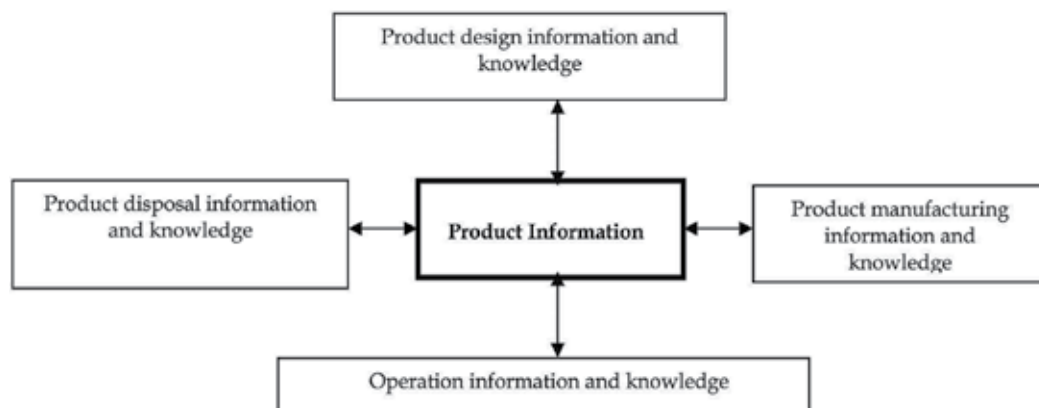 Product design information and
knowledge
Product disposal information
and knowledge
Product Information
Product manufacturing
information and
knowledge
Operation information and knowledge